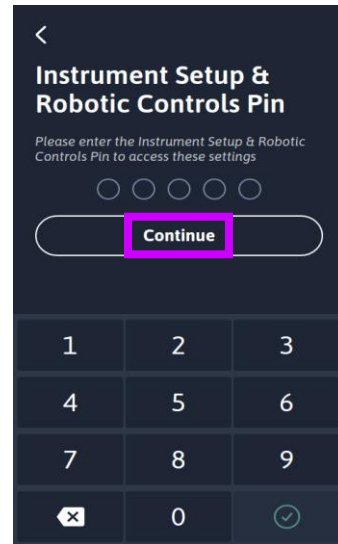 Instrument Setup &
Robotic Controls Pin
Please enter the Instrument Setup & Robotic
Controls Pin to access these settings
Continue
1 2 3
4 5 6
7 8 9
0